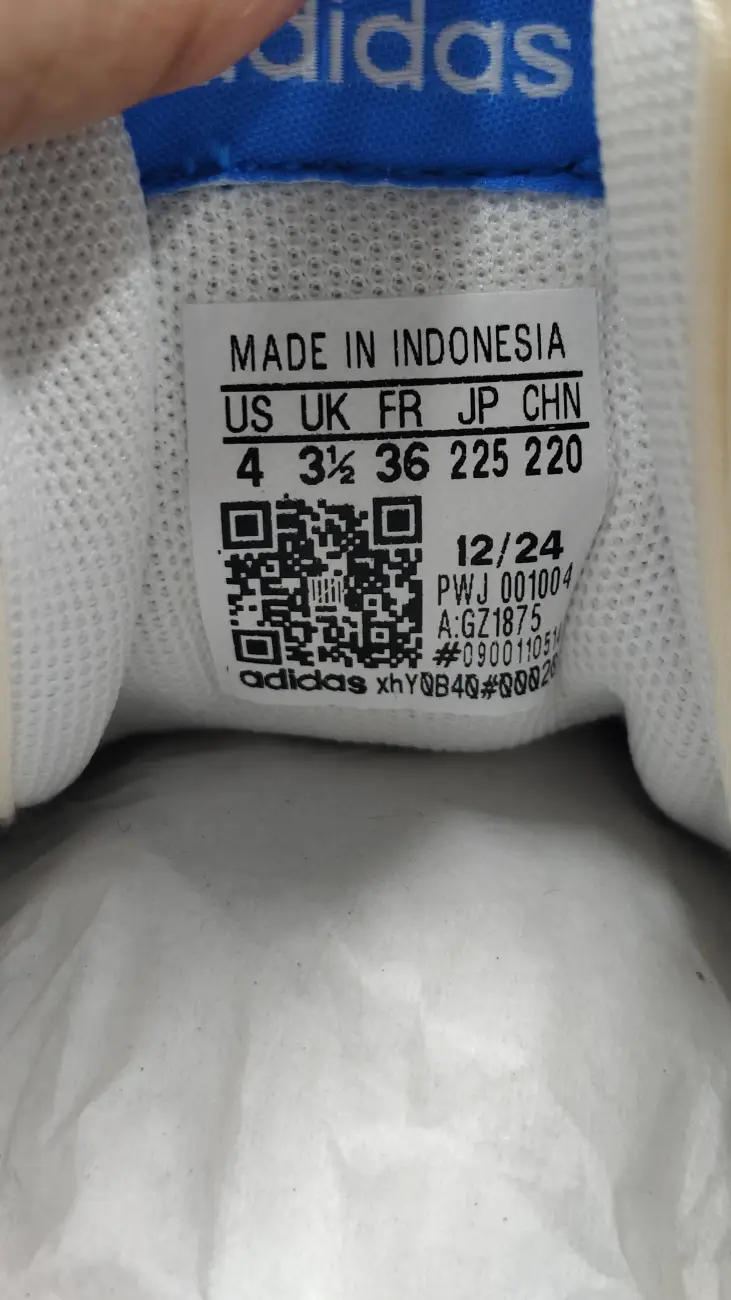 adidas
MADE IN INDONESIA
US UK FR JP CHN
4 3½ 36 225 220
12/24
PWJ 001004
A:GZ1875
adidas